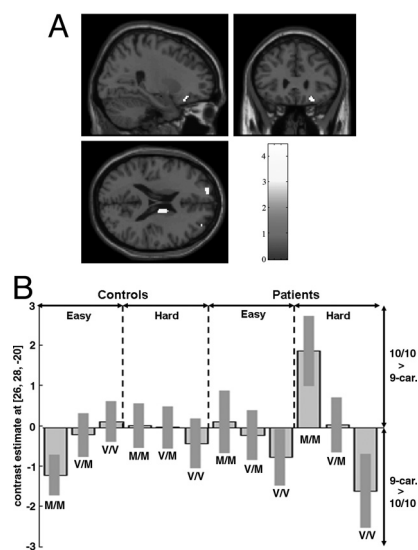 A
4
3
2
1
0
B
Controls
Patients
Easy
Hard
Easy
Hard
3
2
1
0
-1
-2
-3
contrast estimate at [26, 28, -20]
M/M
V/M
V/V
M/M
V/M
V/V
M/M
V/M
V/V
M/M
V/M
V/V
10/10
>
9-car.
9-car.
>
10/10